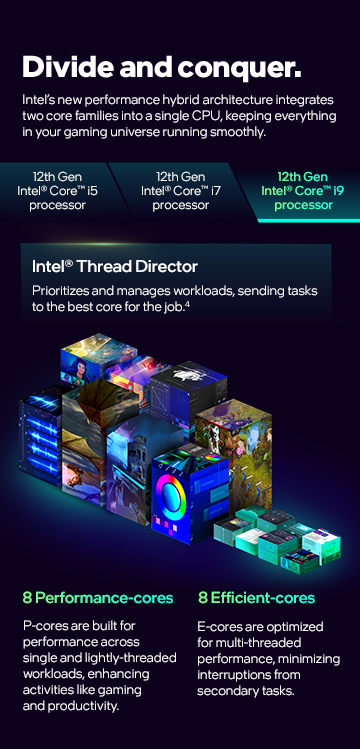 Divide and conquer.
Intel's new performance hybrid architecture integrates
two core families into a single CPU, keeping everything
in your gaming universe running smoothly.
12th Gen
Intel® Core™ i5
processor
12th Gen
Intel® Core™ i7
processor
12th Gen
Intel® Core™ i9
processor
Intel® Thread Director
Prioritizes and manages workloads, sending tasks
to the best core for the job.⁴
8 Performance-cores
P-cores are built for
performance across
single and lightly-threaded
workloads, enhancing
activities like gaming
and productivity.
8 Efficient-cores
E-cores are optimized
for multi-threaded
performance, minimizing
interruptions from
secondary tasks.